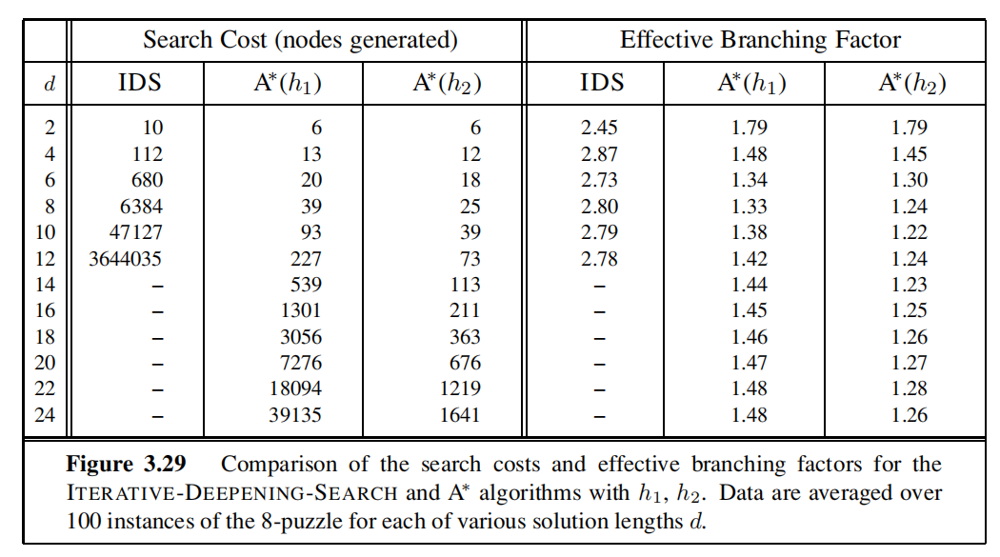 Search Cost (nodes generated) Effective Branching Factor
d IDS A*(h1) A*(h2) IDS A*(h1) A*(h2)
2 10 6 6 2.45 1.79 1.79
4 112 13 12 2.87 1.48 1.45
6 680 20 18 2.73 1.34 1.30
8 6384 39 25 2.80 1.33 1.24
10 47127 93 39 2.79 1.38 1.22
12 3644035 227 73 2.78 1.42 1.24
14 – 539 113 – 1.44 1.23
16 – 1301 211 – 1.45 1.25
18 – 3056 363 – 1.46 1.26
20 – 7276 676 – 1.47 1.27
22 – 18094 1219 – 1.48 1.28
24 – 39135 1641 – 1.48 1.26
Figure 3.29 Comparison of the search costs and effective branching factors for the
ITERATIVE-DEEPENING-SEARCH and A* algorithms with h1, h2. Data are averaged over
100 instances of the 8-puzzle for each of various solution lengths d.